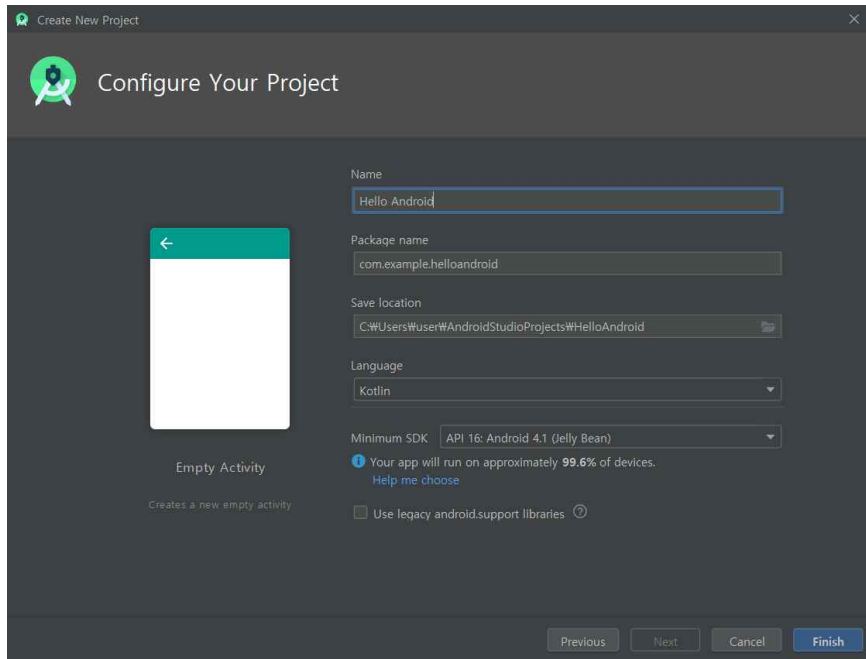 Create New Project
Configure Your Project
Name
Hello Android
Package name
com.example.helloandroid
Save location
C:₩Users₩user₩AndroidStudioProjects₩HelloAndroid
Language
Kotlin
Minimum SDK API 16: Android 4.1 (Jelly Bean)
Your app will run on approximately 99.6% of devices.
Help me choose
Use legacy android.support libraries
Empty Activity
Creates a new empty activity
Previous Next Cancel Finish